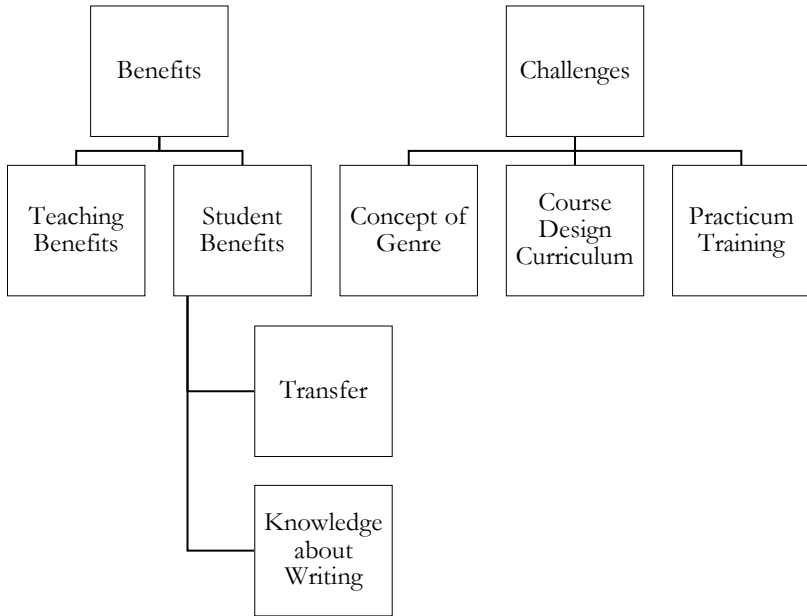 Benefits
Challenges
Teaching
Benefits
Student
Benefits
Concept of
Genre
Course
Design
Curriculum
Practicum
Training
Transfer
Knowledge
about
Writing